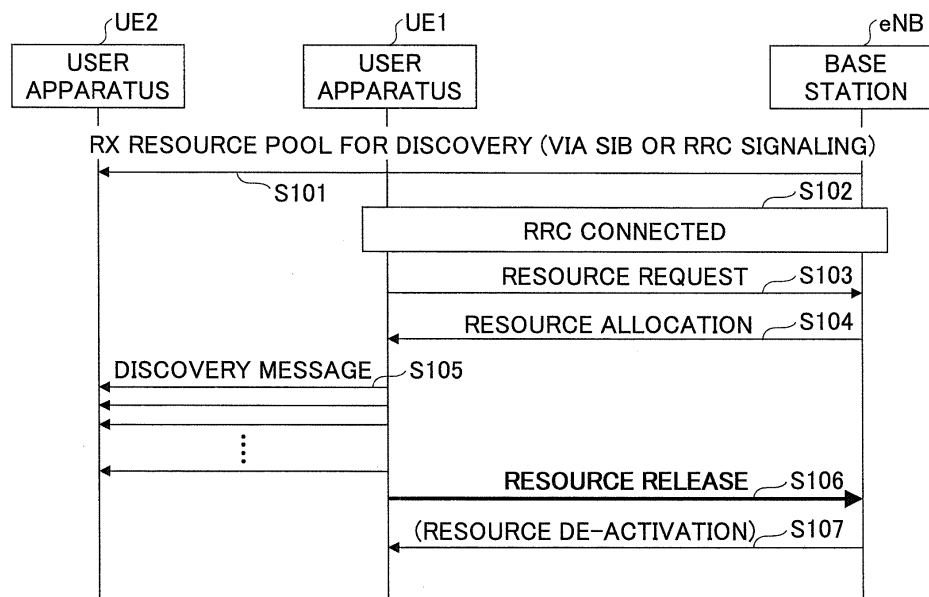 UE2 UE1 eNB
USER APPARATUS
USER APPARATUS
BASE STATION
RX RESOURCE POOL FOR DISCOVERY (VIA SIB OR RRC SIGNALING)
S101
S102
RRC CONNECTED
RESOURCE REQUEST S103
RESOURCE ALLOCATION S104
DISCOVERY MESSAGE S105
RESOURCE RELEASE S106
(RESOURCE DE-ACTIVATION) S107